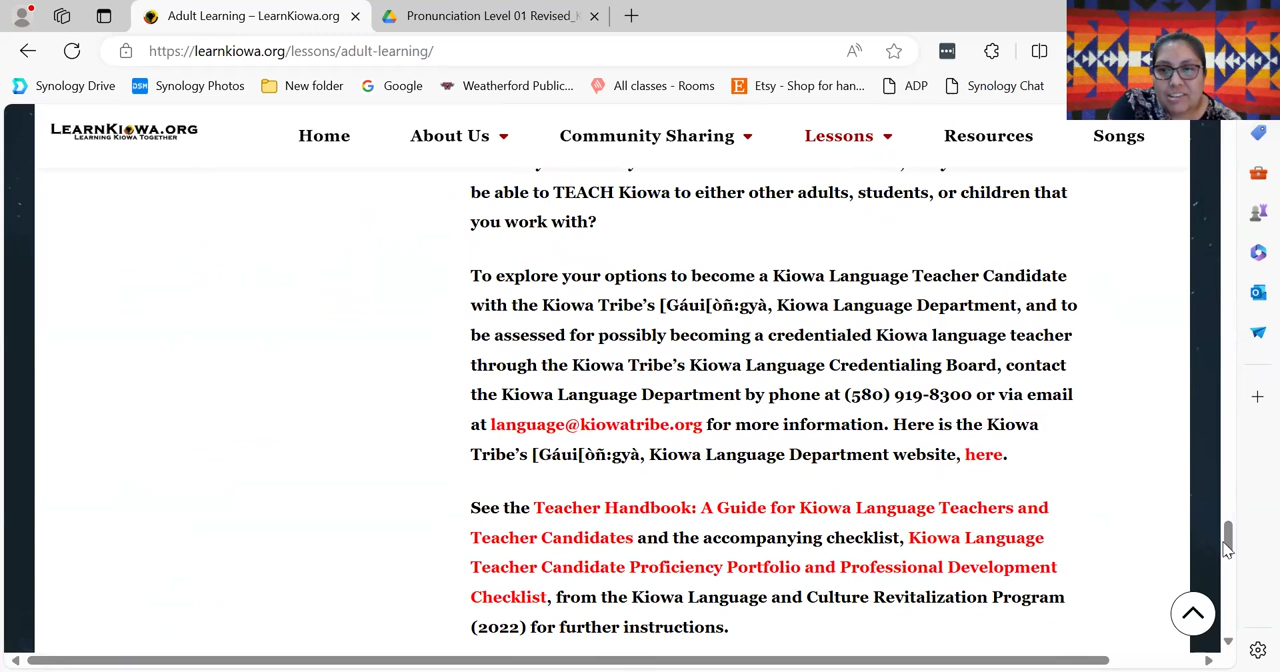 Adult Learning – LearnKiowa.org
Pronunciation Level 01 Revised_K
https://learnkiowa.org/lessons/adult-learning/
Synology Drive
DSM
Synology Photos
New folder
G
Google
Weatherford Public...
All classes - Rooms
E
Etsy - Shop for han...
ADP
Synology Chat
LEARNKIOWA.ORG
LEARNING KIOWA TOGETHER
Home
About Us
Community Sharing
Lessons
Resources
Songs
be able to TEACH Kiowa to either other adults, students, or children that
you work with?
To explore your options to become a Kiowa Language Teacher Candidate
with the Kiowa Tribe’s [Gáui[òñ:gyà, Kiowa Language Department, and to
be assessed for possibly becoming a credentialed Kiowa language teacher
through the Kiowa Tribe’s Kiowa Language Credentialing Board, contact
the Kiowa Language Department by phone at (580) 919-8300 or via email
at language@kiowatribe.org for more information. Here is the Kiowa
Tribe’s [Gáui[òñ:gyà, Kiowa Language Department website, here.
See the Teacher Handbook: A Guide for Kiowa Language Teachers and
Teacher Candidates and the accompanying checklist, Kiowa Language
Teacher Candidate Proficiency Portfolio and Professional Development
Checklist, from the Kiowa Language and Culture Revitalization Program
(2022) for further instructions.